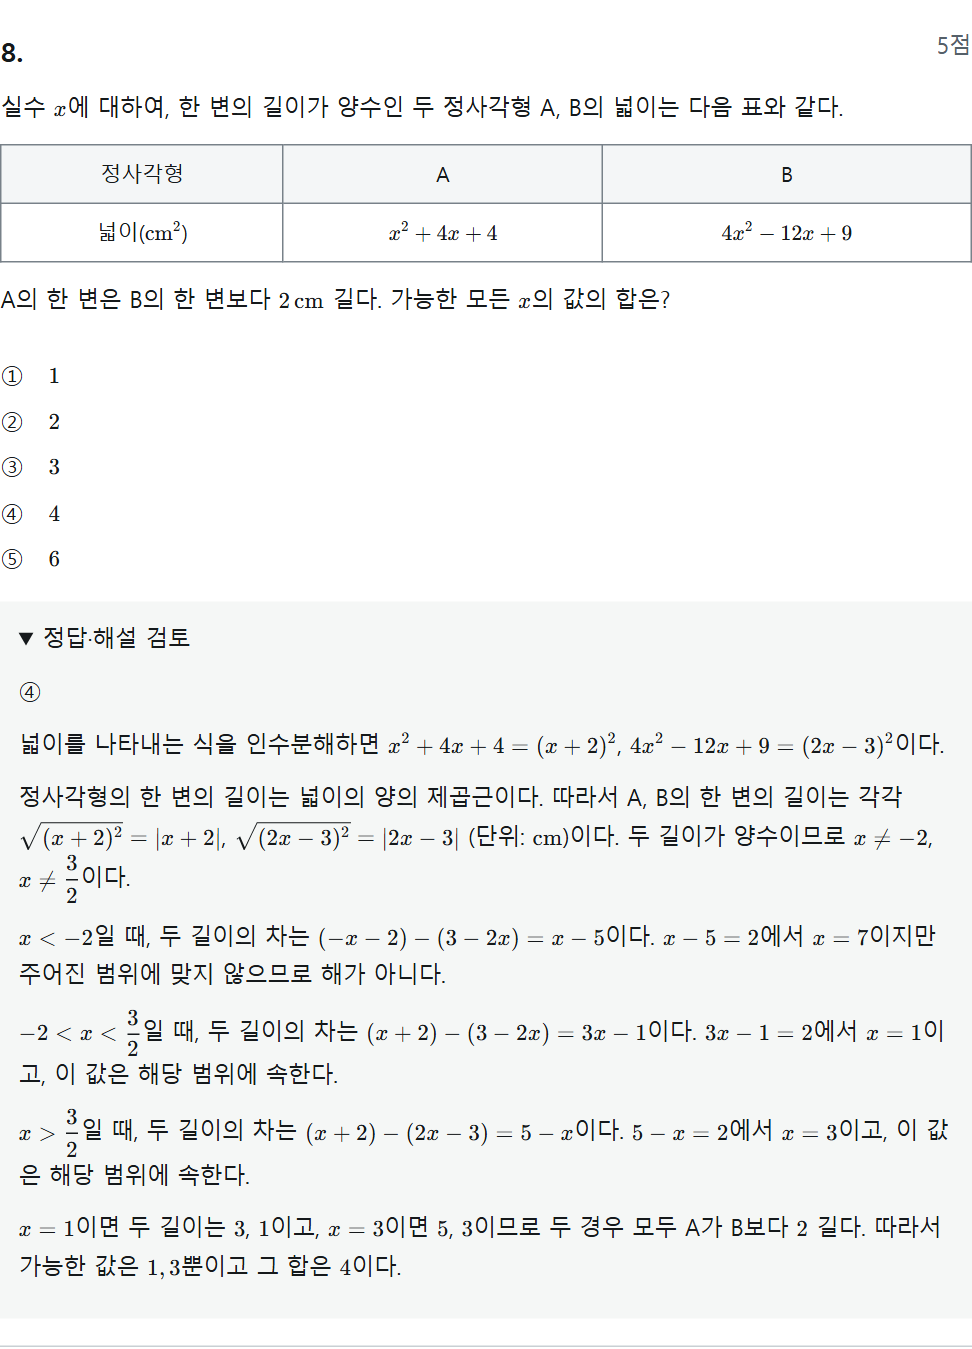 8.
5점
실수 x에 대하여, 한 변의 길이가 양수인 두 정사각형 A, B의 넓이는 다음 표와 같다.
정사각형 A B
넓이(cm²) x² + 4x + 4 4x² − 12x + 9
A의 한 변은 B의 한 변보다 2 cm 길다. 가능한 모든 x의 값의 합은?
① 1
② 2
③ 3
④ 4
⑤ 6
▼ 정답·해설 검토
④
넓이를 나타내는 식을 인수분해하면 x² + 4x + 4 = (x + 2)², 4x² − 12x + 9 = (2x − 3)²이다.
정사각형의 한 변의 길이는 넓이의 양의 제곱근이다. 따라서 A, B의 한 변의 길이는 각각
√(x + 2)² = |x + 2|, √(2x − 3)² = |2x − 3| (단위: cm)이다. 두 길이가 양수이므로 x ≠ −2,
x ≠ 3/2이다.
x < −2일 때, 두 길이의 차는 (−x − 2) − (3 − 2x) = x − 5이다. x − 5 = 2에서 x = 7이지만
주어진 범위에 맞지 않으므로 해가 아니다.
−2 < x < 3/2일 때, 두 길이의 차는 (x + 2) − (3 − 2x) = 3x − 1이다. 3x − 1 = 2에서 x = 1이
고, 이 값은 해당 범위에 속한다.
x > 3/2일 때, 두 길이의 차는 (x + 2) − (2x − 3) = 5 − x이다. 5 − x = 2에서 x = 3이고, 이 값
은 해당 범위에 속한다.
x = 1이면 두 길이는 3, 1이고, x = 3이면 5, 3이므로 두 경우 모두 A가 B보다 2 길다. 따라서
가능한 값은 1, 3뿐이고 그 합은 4이다.